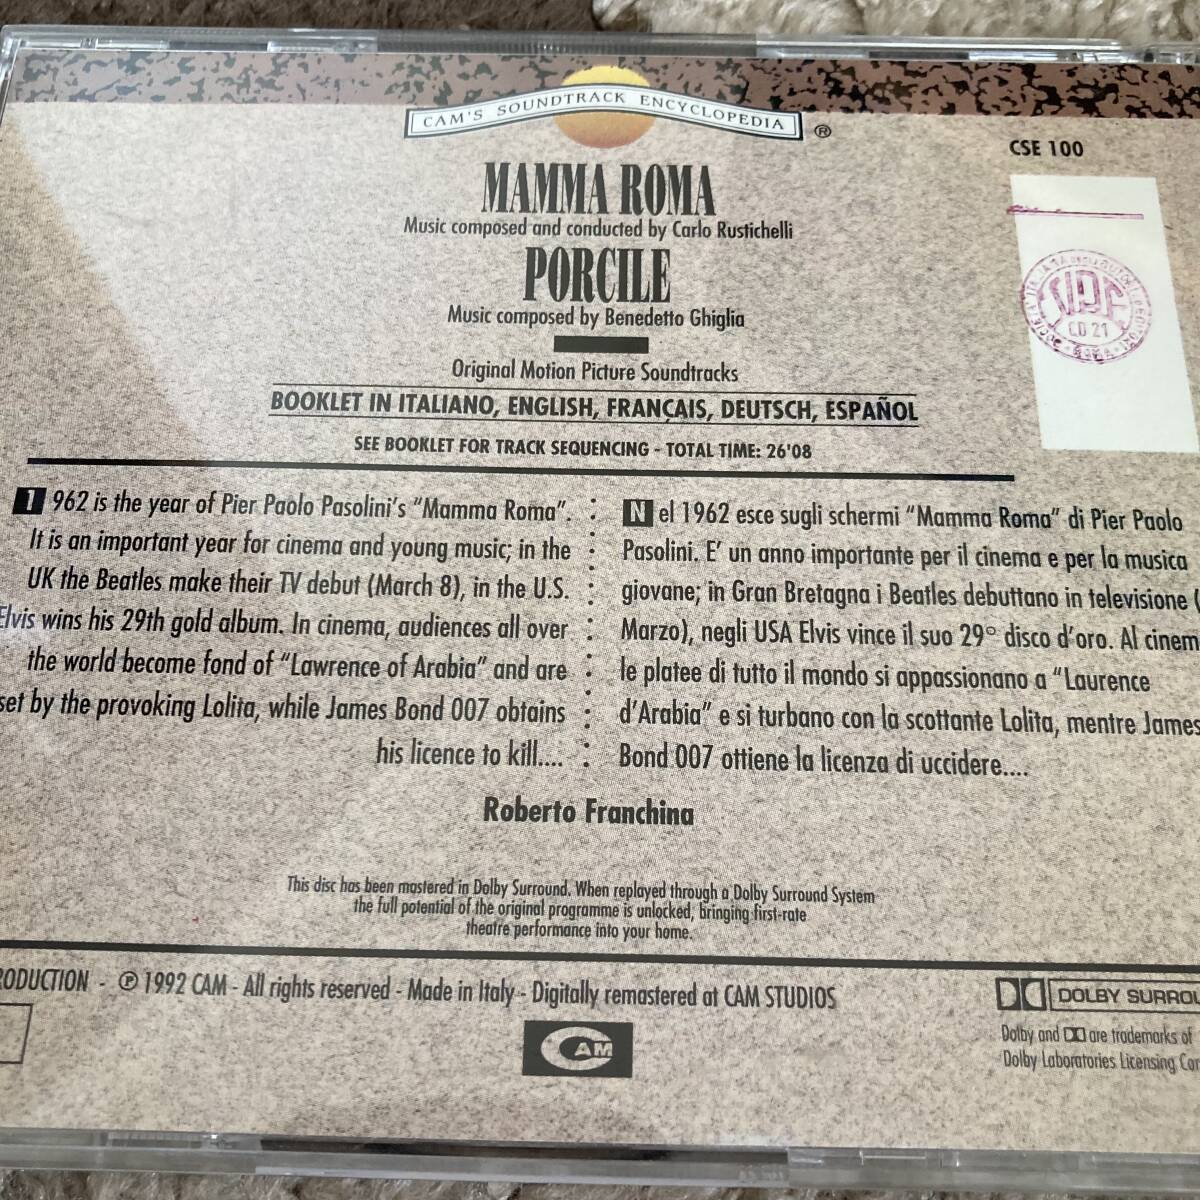 CAM'S SOUNDTRACK ENCYCLOPEDIA ®
CSE 100
MAMMA ROMA
Music composed and conducted by Carlo Rustichelli
PORCILE
Music composed by Benedetto Ghiglia
Original Motion Picture Soundtracks
BOOKLET IN ITALIANO, ENGLISH, FRANÇAIS, DEUTSCH, ESPAÑOL
SEE BOOKLET FOR TRACK SEQUENCING - TOTAL TIME: 26'08
CD 21
ROMA
1962 is the year of Pier Paolo Pasolini's "Mamma Roma".
It is an important year for cinema and young music; in the
UK the Beatles make their TV debut (March 8), in the U.S.
Elvis wins his 29th gold album. In cinema, audiences all over
the world become fond of "Lawrence of Arabia" and are
set by the provoking Lolita, while James Bond 007 obtains
his licence to kill....
Nel 1962 esce sugli schermi "Mamma Roma" di Pier Paolo
Pasolini. E' un anno importante per il cinema e per la musica
giovane; in Gran Bretagna i Beatles debuttano in televisione (
Marzo), negli USA Elvis vince il suo 29° disco d'oro. Al cinem
le platee di tutto il mondo si appassionano a "Laurence
d'Arabia" e si turbano con la scottante Lolita, mentre James
Bond 007 ottiene la licenza di uccidere....
Roberto Franchina
This disc has been mastered in Dolby Surround. When replayed through a Dolby Surround System
the full potential of the original programme is unlocked, bringing first-rate
theatre performance into your home.
RODUCTION - ℗ 1992 CAM - All rights reserved - Made in Italy - Digitally remastered at CAM STUDIOS
CAM
DOLBY SURROU
Dolby and are trademarks of
Dolby Laboratories Licensing Cor